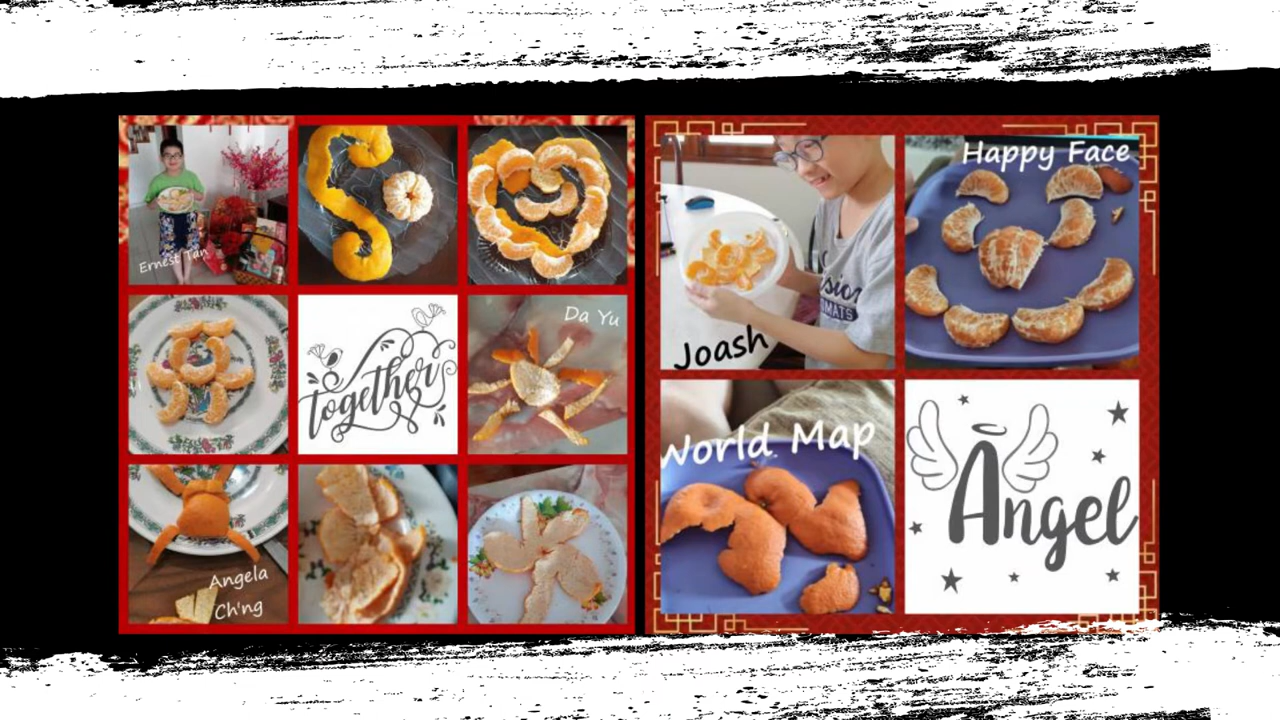 Ernest Tan
together
Da Yu
Angela
Ch'ng
Joash
Happy Face
World Map
Angel